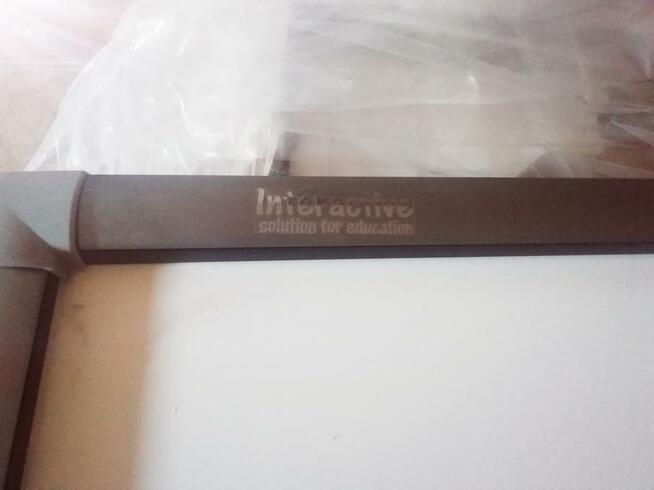 Interactive
solution for education